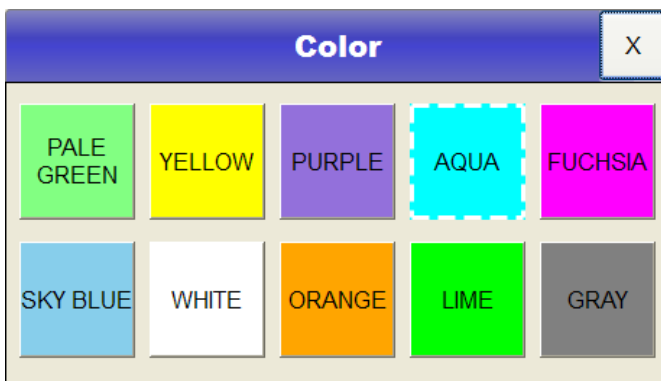 Color
X
PALE
GREEN
YELLOW
PURPLE
AQUA
FUCHSIA
SKY BLUE
WHITE
ORANGE
LIME
GRAY